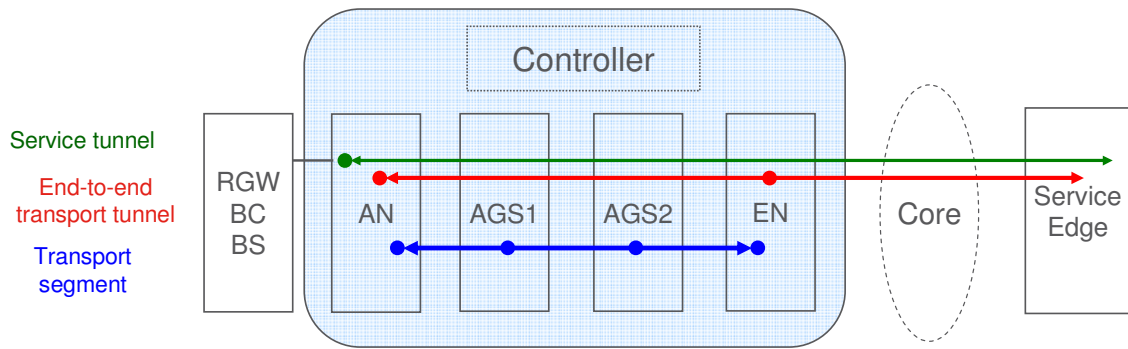 Controller
Service tunnel
End-to-end
transport tunnel
Transport
segment
RGW
BC
BS
AN
AGS1
AGS2
EN
Core
Service
Edge